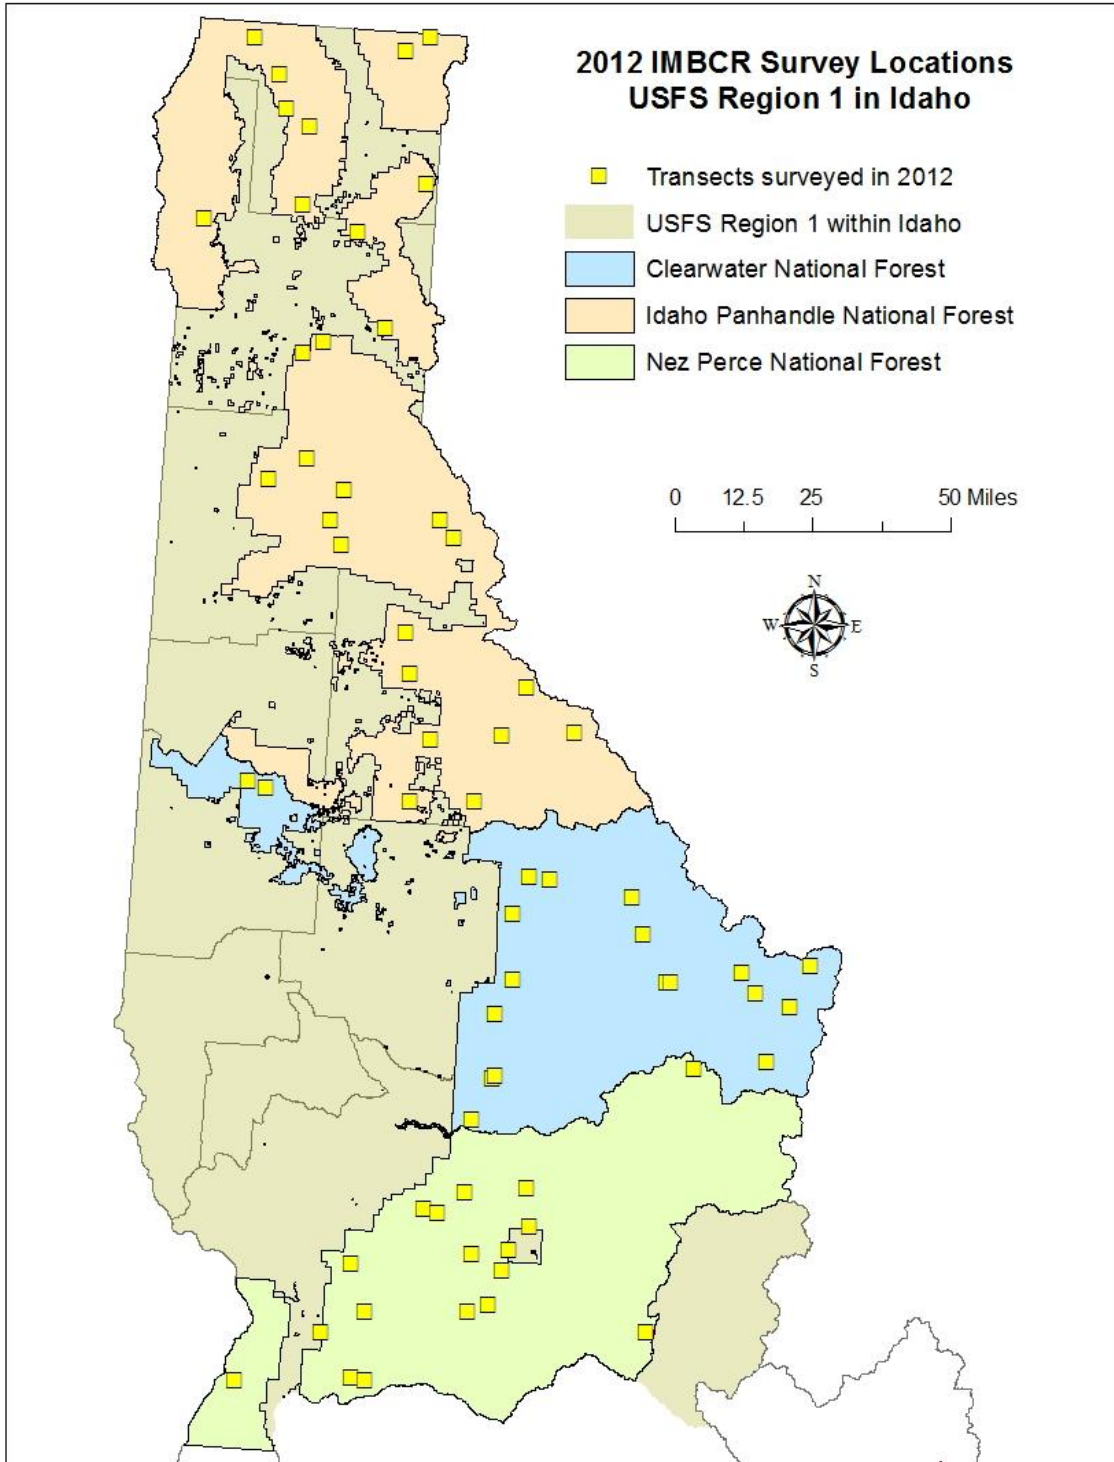 2012 IMBCR Survey Locations
USFS Region 1 in Idaho
Transects surveyed in 2012
USFS Region 1 within Idaho
Clearwater National Forest
Idaho Panhandle National Forest
Nez Perce National Forest
0 12.5 25 50 Miles
N
W E
S